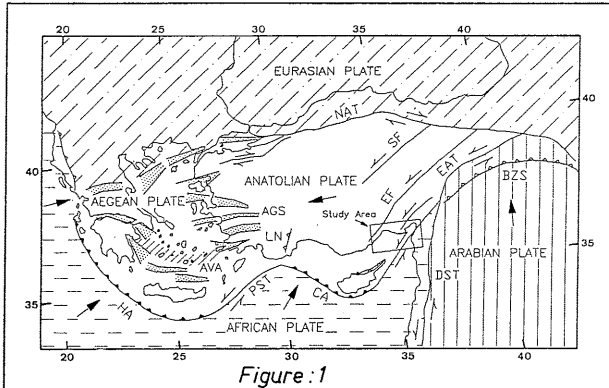 20 25 30 35 40
EURASIAN PLATE
40
NAT
SF
40
ANATOLIAN PLATE
EF
EAT
BZS
AEGEAN PLATE
AGS
Study Area
LN
35
ARABIAN PLATE
AVA
DST
PST
CA
35
HA
AFRICAN PLATE
20 25 30 35 40
Figure : 1